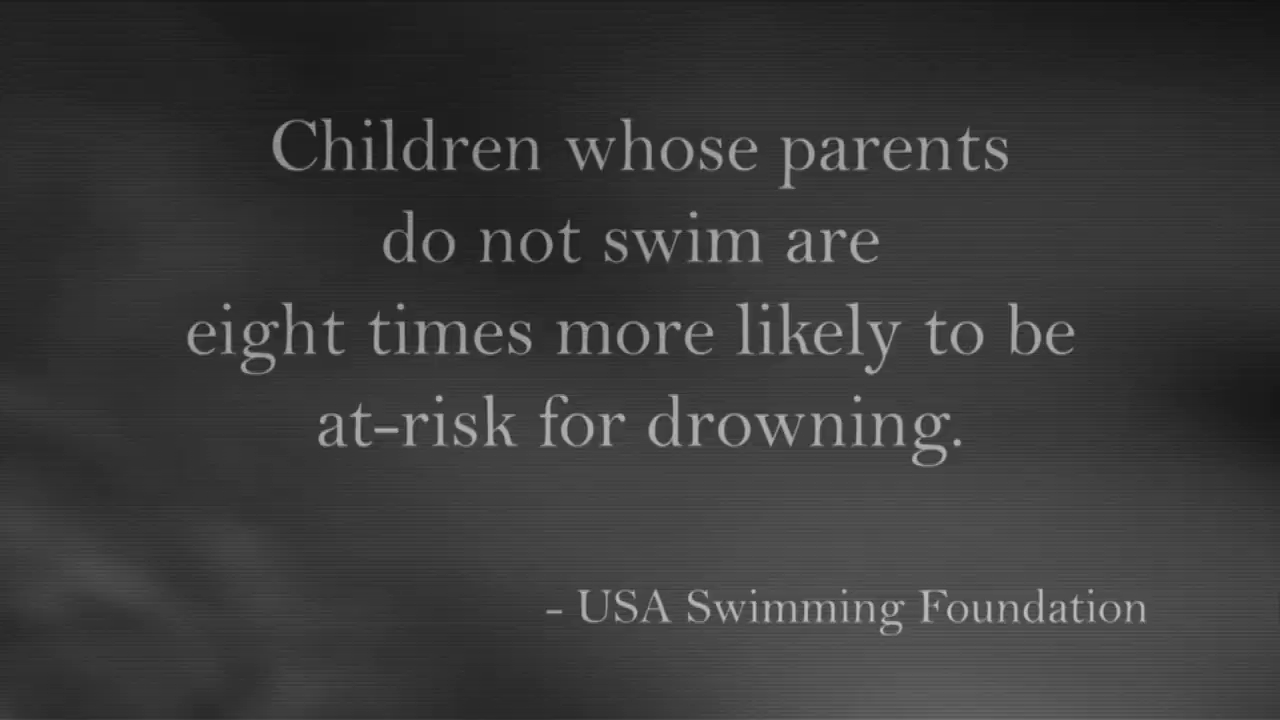 Children whose parents
do not swim are
eight times more likely to be
at-risk for drowning.
- USA Swimming Foundation